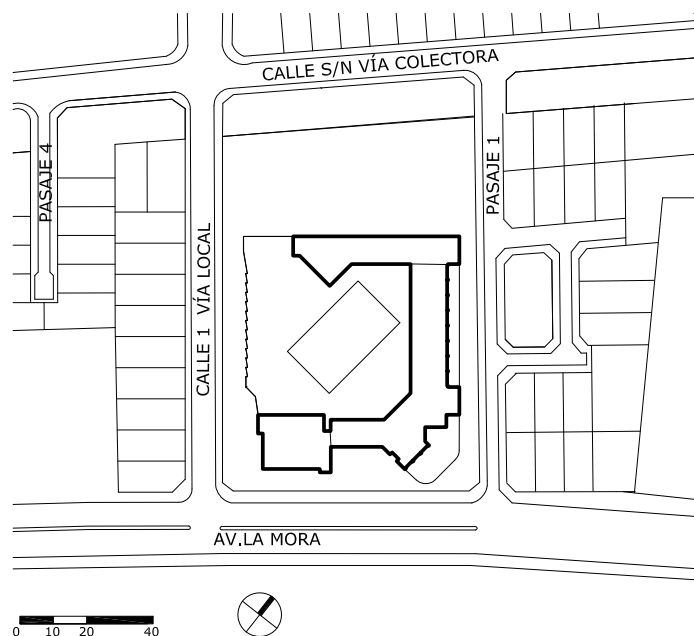 CALLE S/N VÍA COLECTORA
PASAJE 4
PASAJE 1
CALLE 1 VÍA LOCAL
AV.LA MORA
0 10 20 40